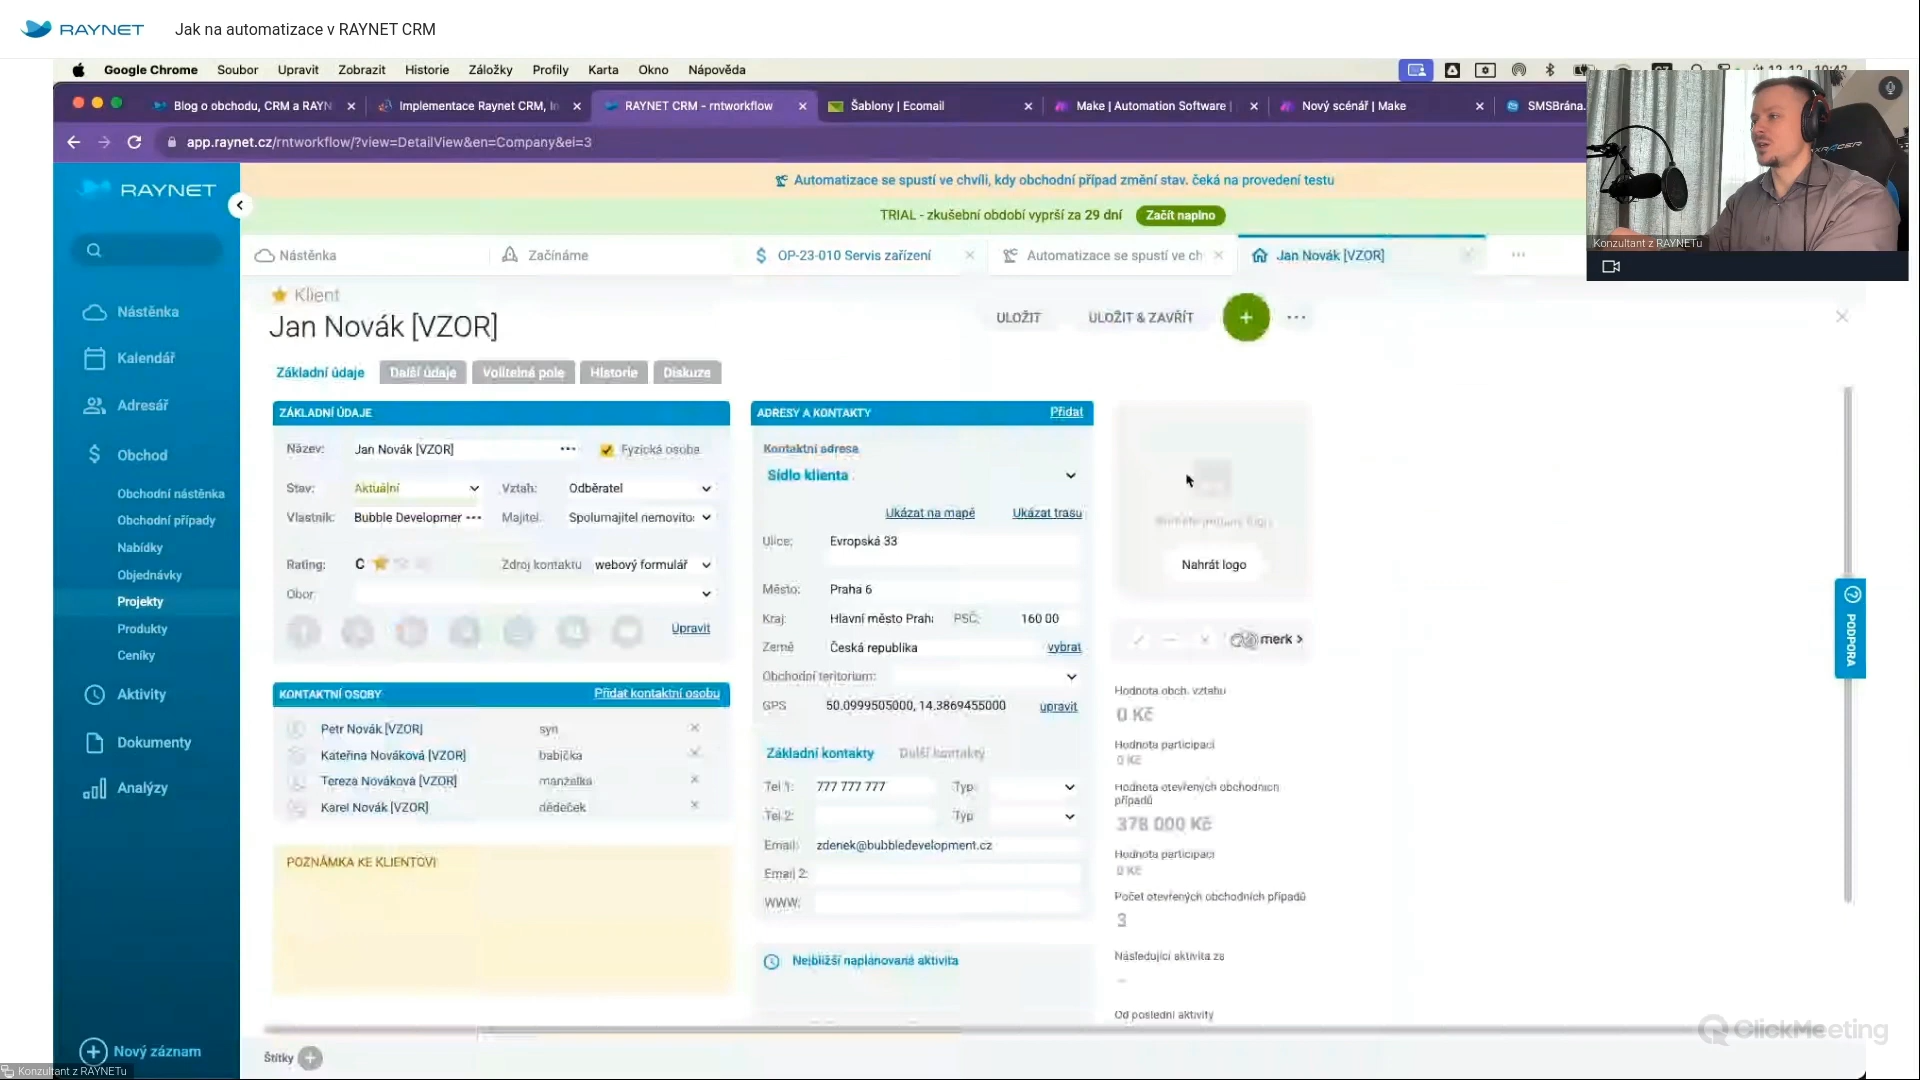 RAYNET Jak na automatizace v RAYNET CRM
Google Chrome Soubor Upravit Zobrazit Historie Záložky Profily Karta Okno Nápověda
Blog o obchodu, CRM a RAYN
Implementace Raynet CRM, In
RAYNET CRM - rntworkflow
Šablony | Ecomail
Make | Automation Software
Nový scénář | Make
SMSBrána.
app.raynet.cz/rntworkflow/?view=DetailView&en=Company&ei=3
Konzultant z RAYNETu
RAYNET
Automatizace se spustí ve chvíli, kdy obchodní případ změní stav. čeká na provedení testu
TRIAL - zkušební období vyprší za 29 dní Začít naplno
Nástěnka
Začínáme
OP-23-010 Servis zařízení
Automatizace se spustí ve ch
Jan Novák [VZOR]
Nástěnka
Kalendář
Adresář
Obchod
Obchodní nástěnka
Obchodní případy
Nabídky
Objednávky
Projekty
Produkty
Ceníky
Aktivity
Dokumenty
Analýzy
Nový záznam
Konzultant z RAYNETu
Klient
Jan Novák [VZOR]
ULOŽIT ULOŽIT & ZAVŘÍT
Základní údaje Další údaje Volitelná pole Historie Diskuze
ZÁKLADNÍ ÚDAJE
Název: Jan Novák [VZOR] ••• Fyzická osoba
Stav: Aktuální Vztah: Odběratel
Vlastník: Bubble Developmer ••• Majitel: Spolumajitel nemovito:
Rating: C Zdroj kontaktu webový formulář
Obor:
Upravit
KONTAKTNÍ OSOBY Přidat kontaktní osobu
Petr Novák [VZOR] syn
Kateřina Nováková [VZOR] babička
Tereza Nováková [VZOR] manželka
Karel Novák [VZOR] dědeček
POZNÁMKA KE KLIENTOVI
ADRESY A KONTAKTY Přidat
Kontaktní adresa
Sídlo klienta
Ukázat na mapě Ukázat trasu
Ulice: Evropská 33
Město: Praha 6
Kraj: Hlavní město Prah PSČ: 160 00
Země Česká republika vybrat
Obchodní teritorium:
GPS 50.0999505000, 14.3869455000 upravit
Základní kontakty Další kontakty
Tel 1: 777 777 777 Typ
Tel 2: Typ
Email: zdenek@bubbledevelopment.cz
Email 2:
WWW:
Nejbližší naplánovaná aktivita
Nahrát logo
merk
Hodnota obch. vztahu
0 Kč
Hodnota participací
0 Kč
Hodnota otevřených obchodních
případů
378 000 Kč
Hodnota participací
0 Kč
Počet otevřených obchodních případů
3
Následující aktivita za
Od poslední aktivity
PODPORA
Štítky
ClickMeeting